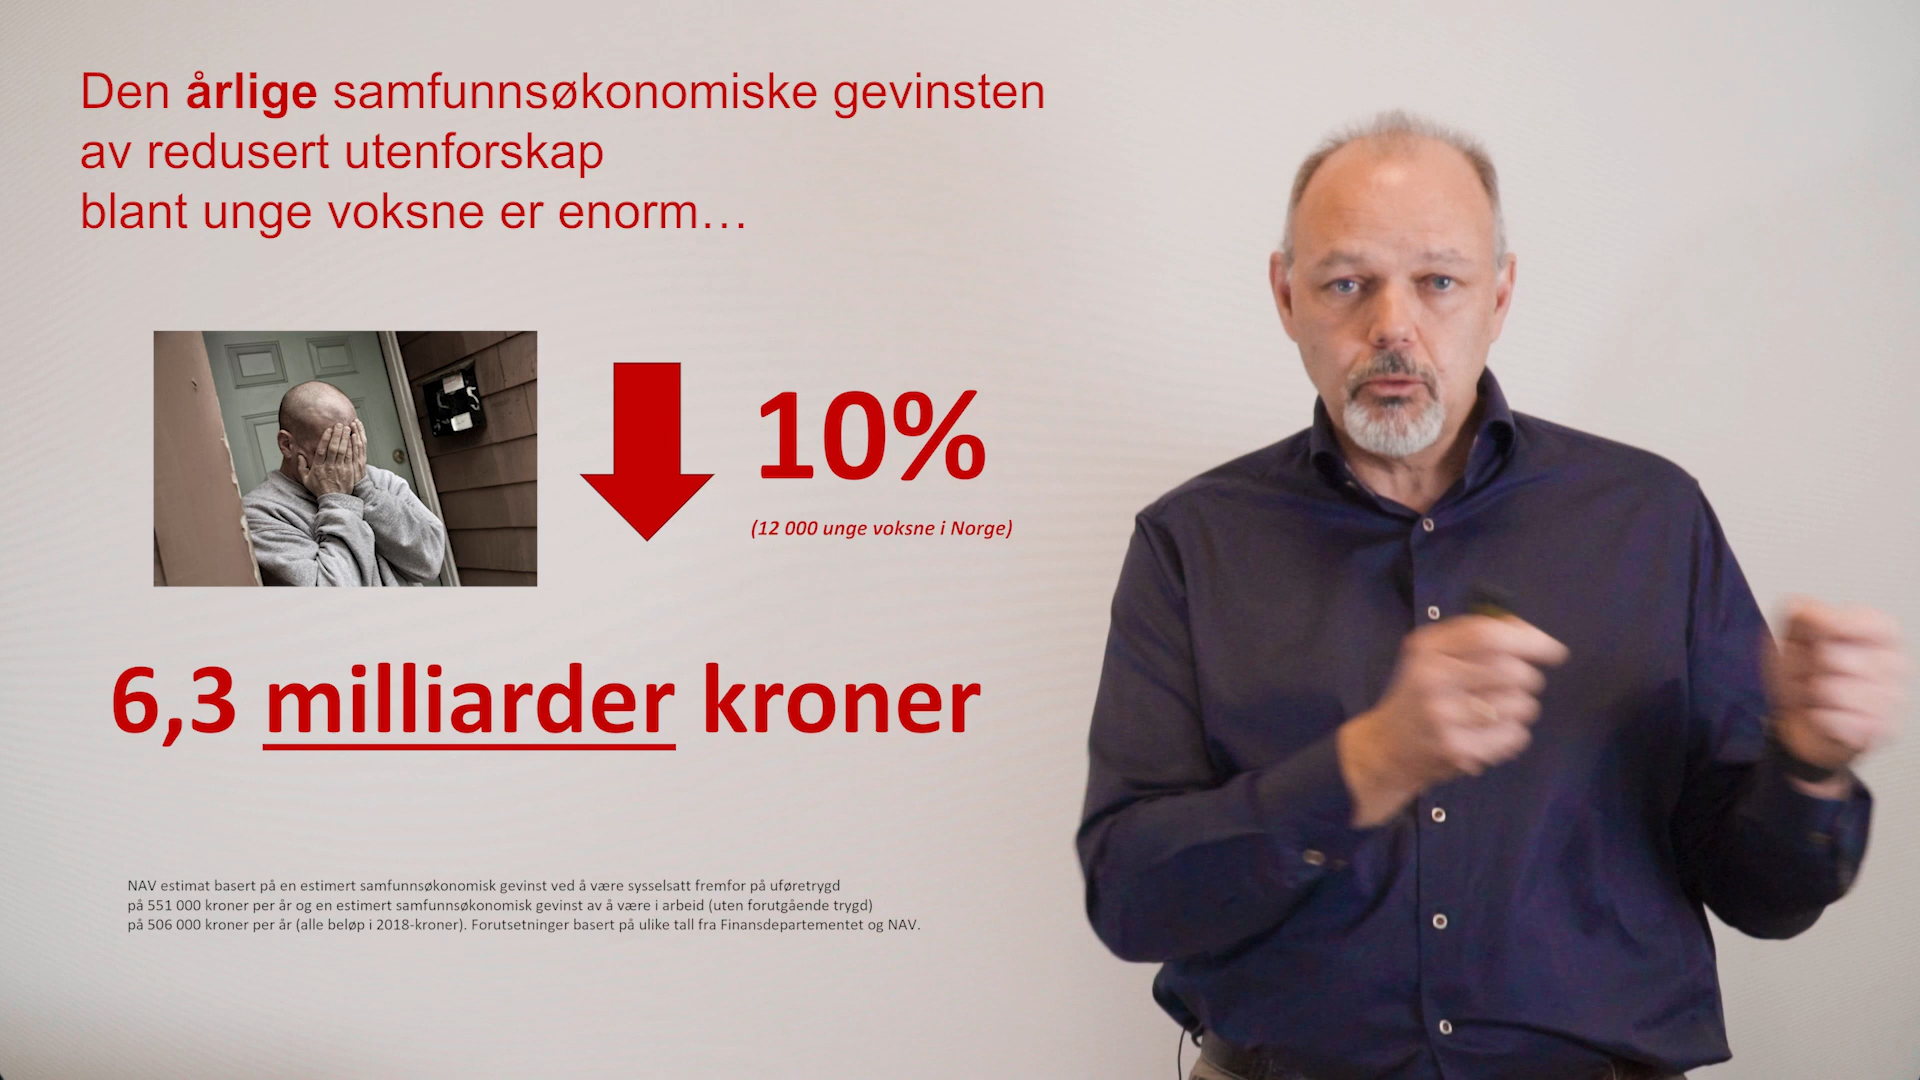 Den årlige samfunnsøkonomiske gevinsten
av redusert utenforskap
blant unge voksne er enorm…
10%
(12 000 unge voksne i Norge)
6,3 milliarder kroner
NAV estimat basert på en estimert samfunnsøkonomisk gevinst ved å være sysselsatt fremfor på uføretrygd
på 551 000 kroner per år og en estimert samfunnsøkonomisk gevinst av å være i arbeid (uten forutgående trygd)
på 506 000 kroner per år (alle beløp i 2018-kroner). Forutsetninger basert på ulike tall fra Finansdepartementet og NAV.